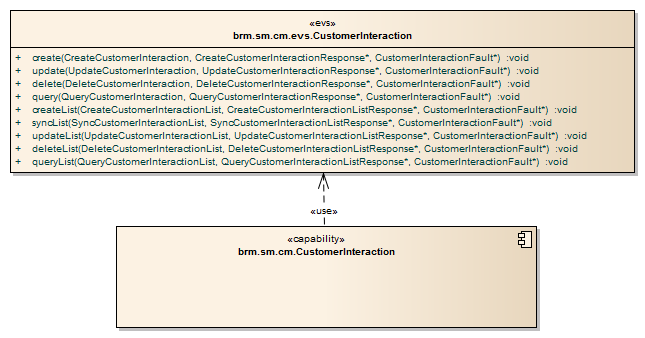 «evs»
brm.sm.cm.evs.CustomerInteraction
+ create(CreateCustomerInteraction, CreateCustomerInteractionResponse*, CustomerInteractionFault*) :void
+ update(UpdateCustomerInteraction, UpdateCustomerInteractionResponse*, CustomerInteractionFault*) :void
+ delete(DeleteCustomerInteraction, DeleteCustomerInteractionResponse*, CustomerInteractionFault*) :void
+ query(QueryCustomerInteraction, QueryCustomerInteractionResponse*, CustomerInteractionFault*) :void
+ createList(CreateCustomerInteractionList, CreateCustomerInteractionListResponse*, CustomerInteractionFault*) :void
+ syncList(SyncCustomerInteractionList, SyncCustomerInteractionListResponse*, CustomerInteractionFault*) :void
+ updateList(UpdateCustomerInteractionList, UpdateCustomerInteractionListResponse*, CustomerInteractionFault*) :void
+ deleteList(DeleteCustomerInteractionList, DeleteCustomerInteractionListResponse*, CustomerInteractionFault*) :void
+ queryList(QueryCustomerInteractionList, QueryCustomerInteractionListResponse*, CustomerInteractionFault*) :void
«use»
«capability»
brm.sm.cm.CustomerInteraction